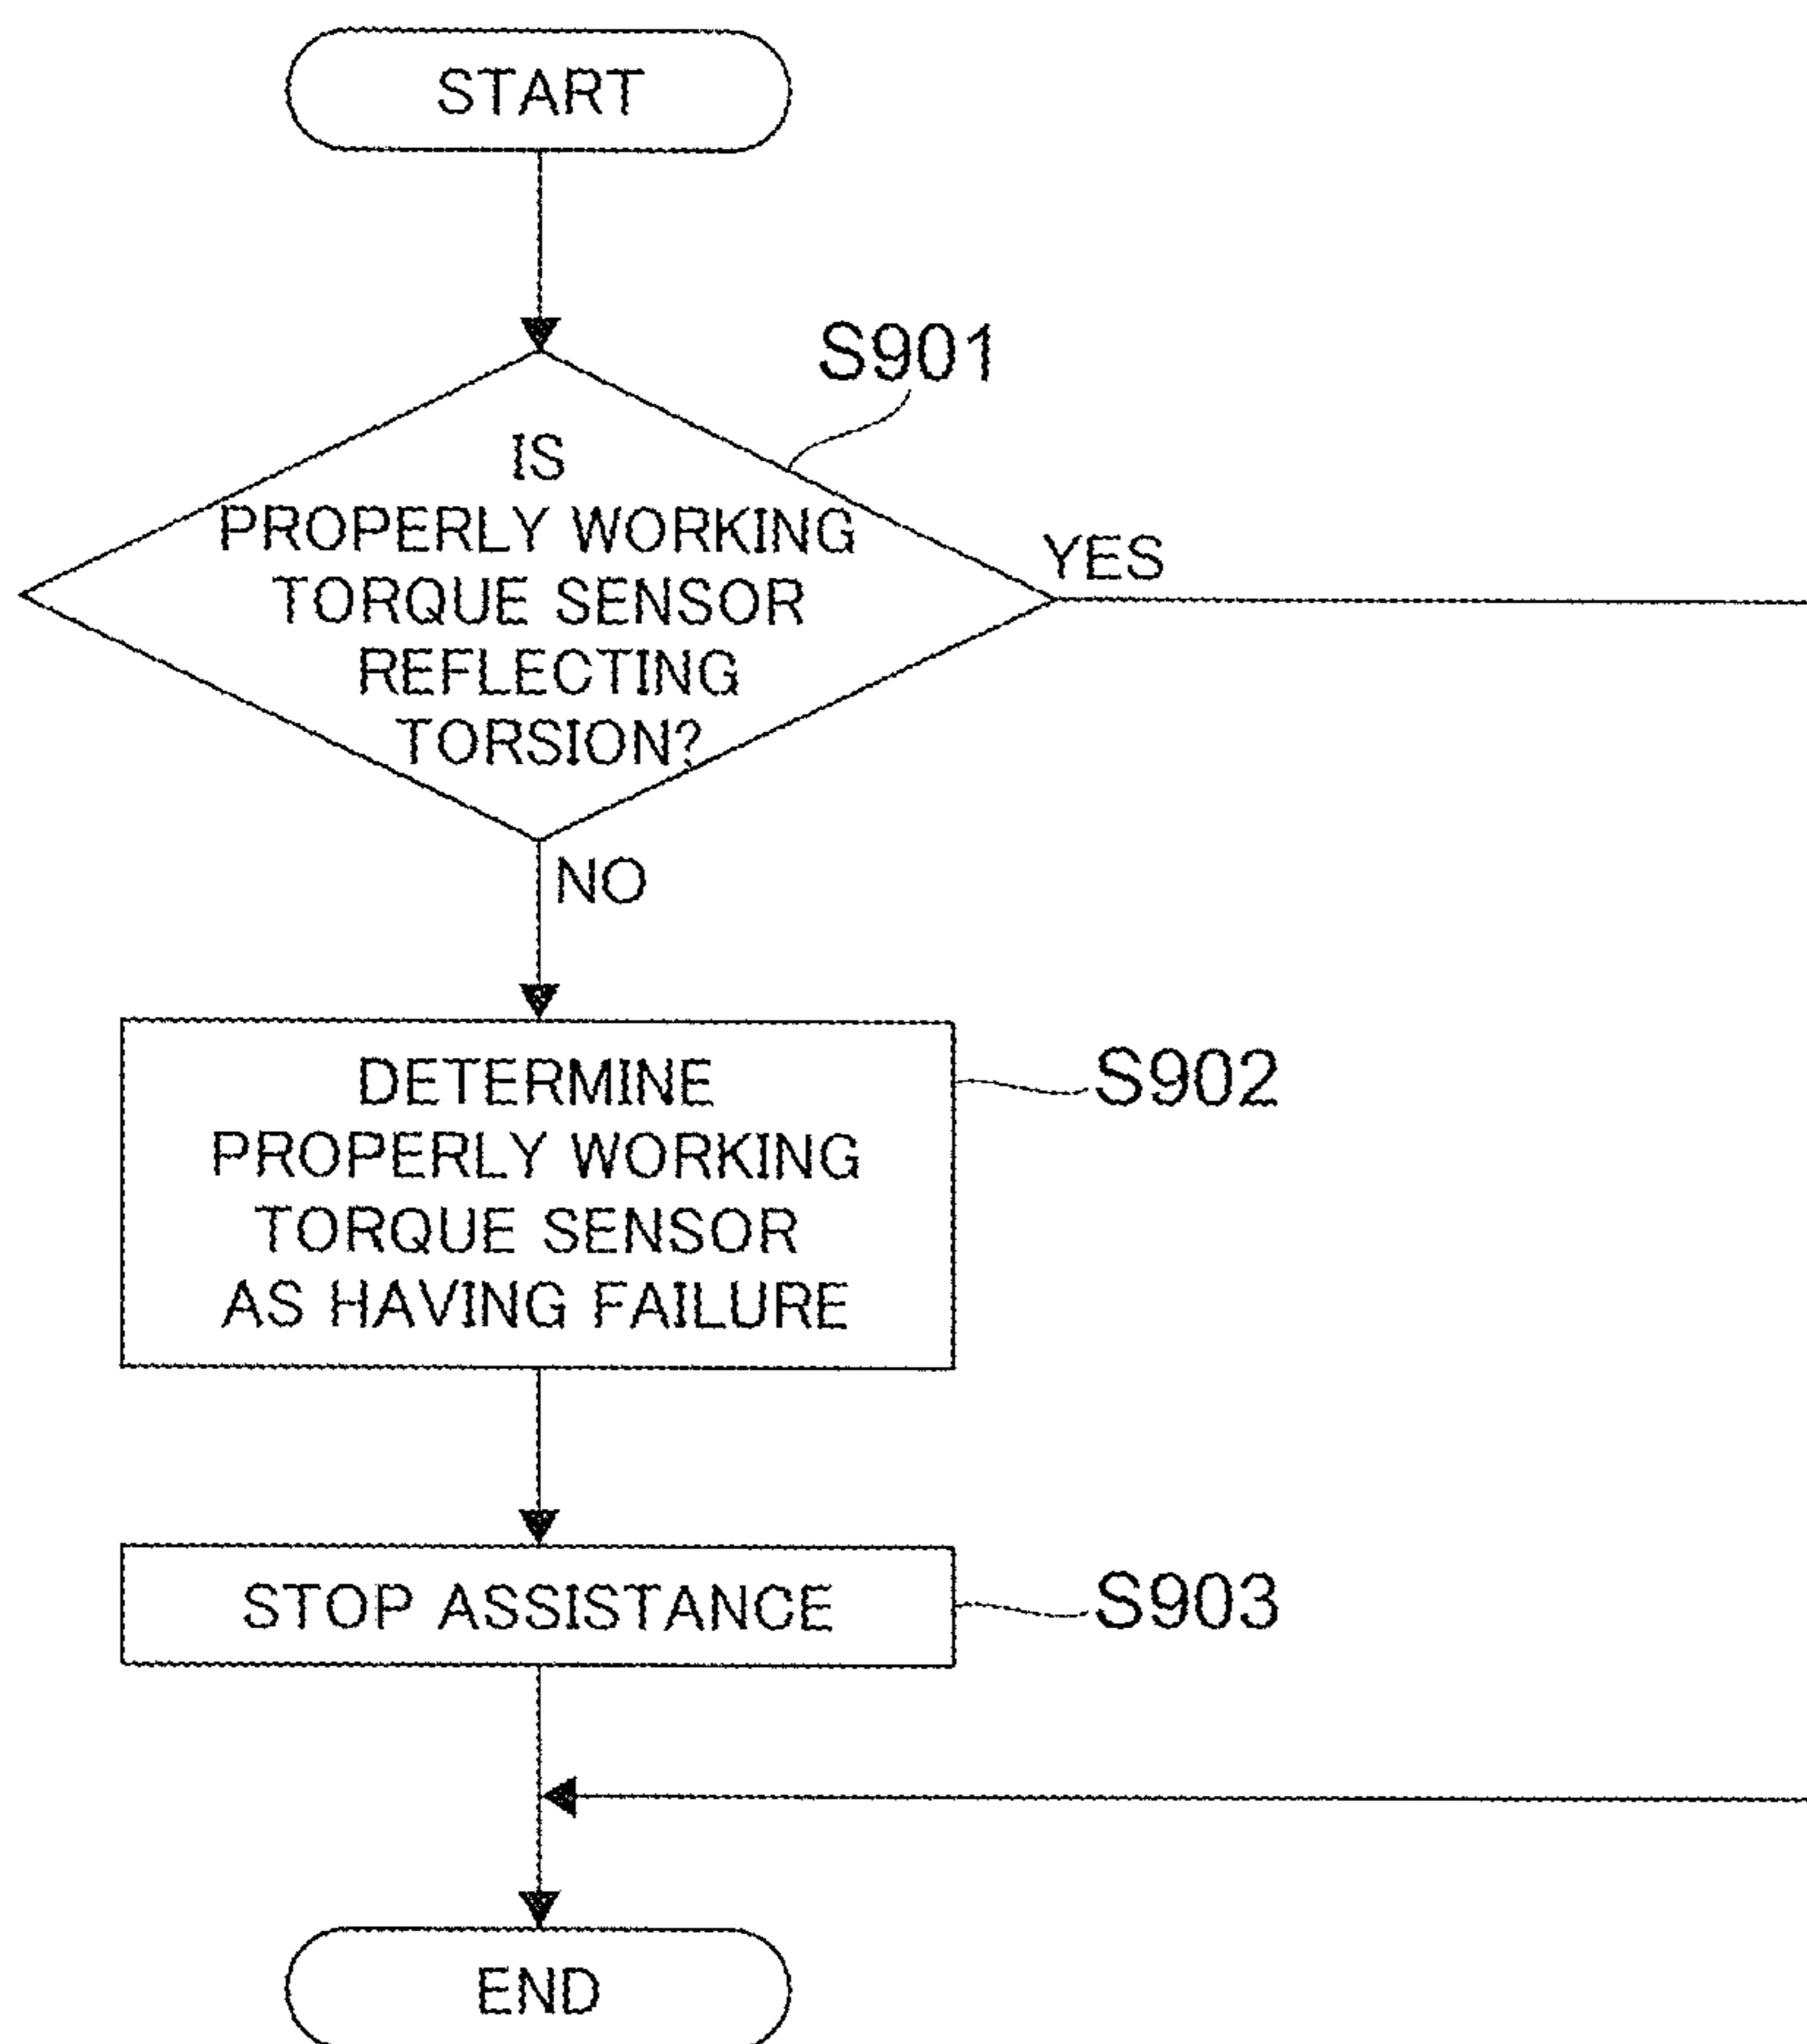 START
S901
IS
PROPERLY WORKING
TORQUE SENSOR
REFLECTING
TORSION?
YES
NO
DETERMINE
PROPERLY WORKING
TORQUE SENSOR
AS HAVING FAILURE
S902
STOP ASSISTANCE
S903
END